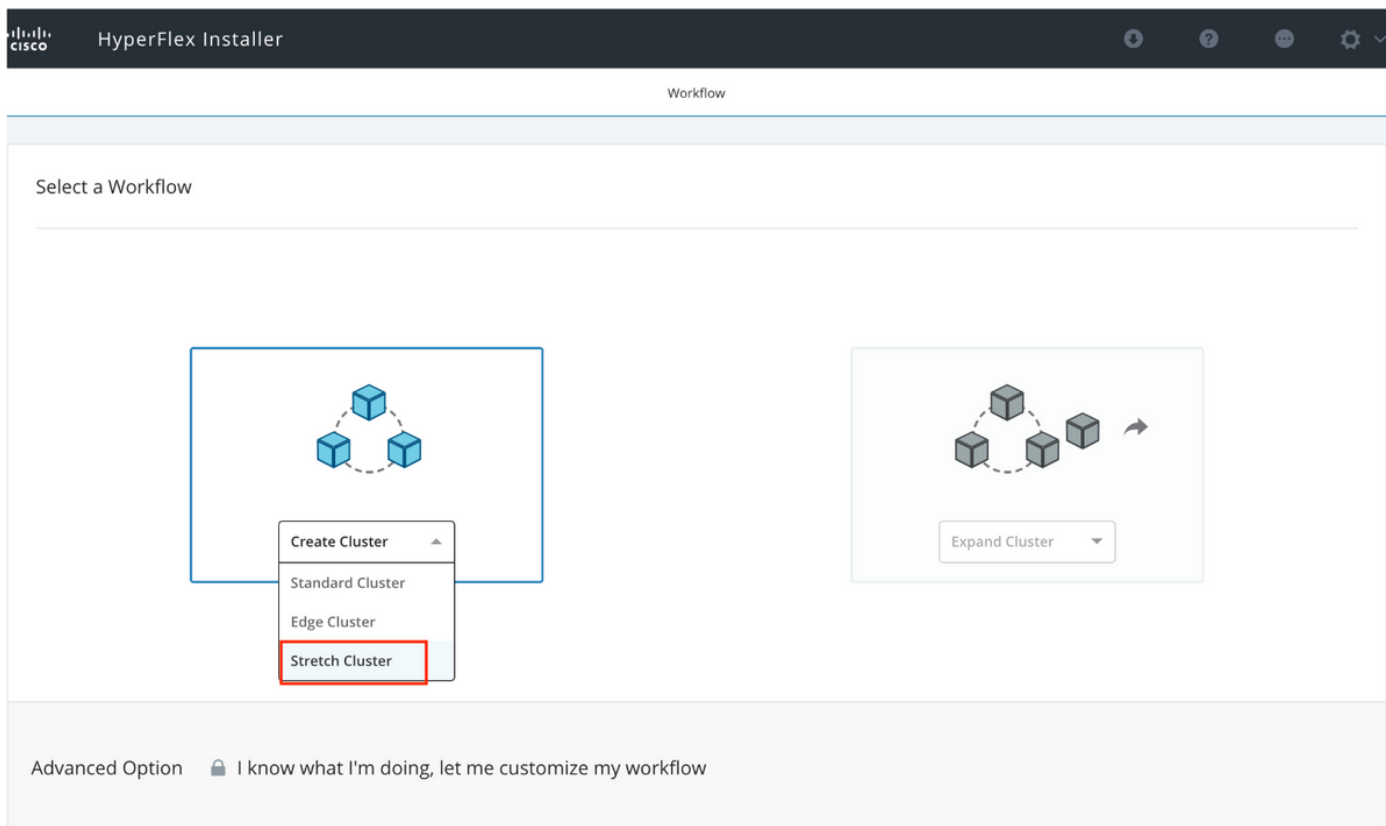 cisco
HyperFlex Installer
Workflow
Select a Workflow
Create Cluster
Standard Cluster
Edge Cluster
Stretch Cluster
Expand Cluster
Advanced Option
I know what I'm doing, let me customize my workflow